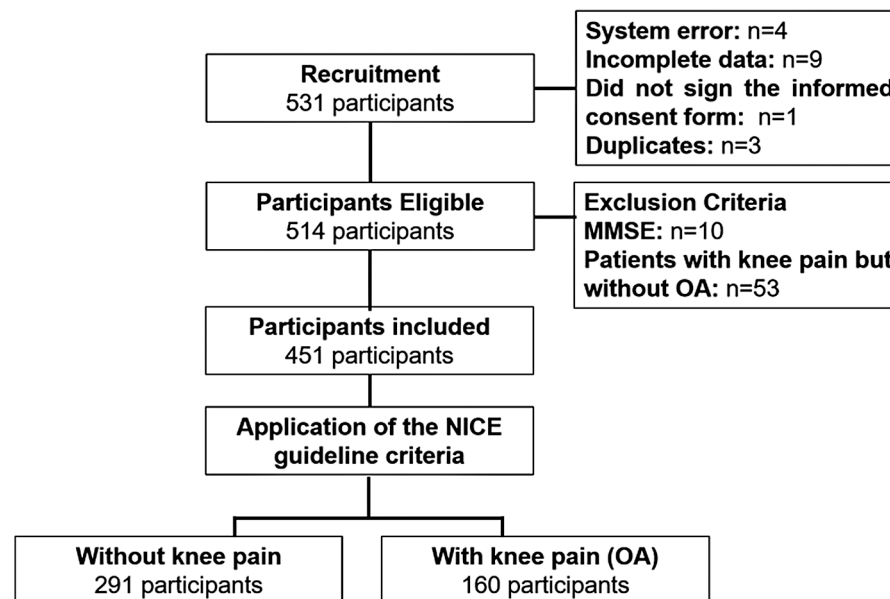 System error: n=4
Incomplete data: n=9
Did not sign the informed
consent form: n=1
Duplicates: n=3
Recruitment
531 participants
Participants Eligible
514 participants
Exclusion Criteria
MMSE: n=10
Patients with knee pain but
without OA: n=53
Participants included
451 participants
Application of the NICE
guideline criteria
Without knee pain
291 participants
With knee pain (OA)
160 participants